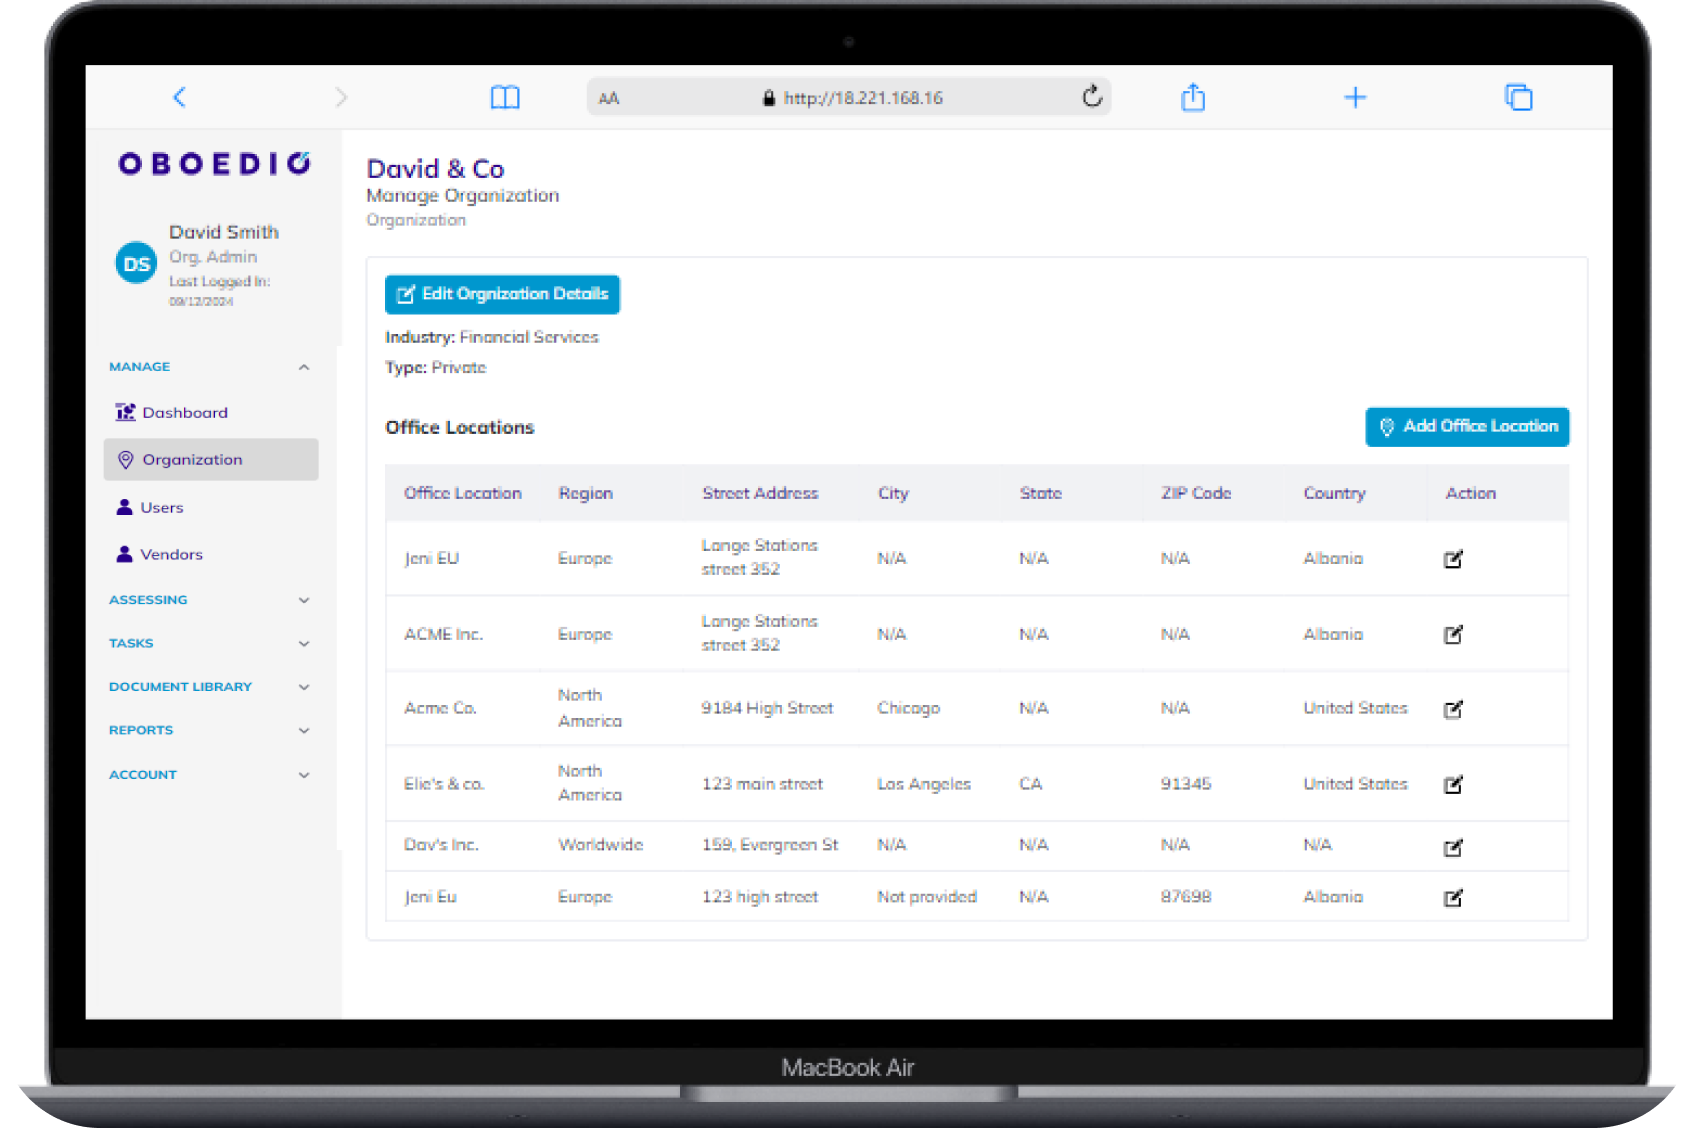 AA
http://18.221.168.16
OBOEDIO
David Smith
Org. Admin
Last Logged In:
09/12/2024
DS
MANAGE
Dashboard
Organization
Users
Vendors
ASSESSING
TASKS
DOCUMENT LIBRARY
REPORTS
ACCOUNT
David & Co
Manage Organization
Organization
Edit Orgnization Details
Industry: Financial Services
Type: Private
Office Locations
Add Office Location
Office Location Region Street Address City State ZIP Code Country Action
Jeni EU Europe Lange Stations street 352 N/A N/A N/A Albania
ACME Inc. Europe Lange Stations street 352 N/A N/A N/A Albania
Acme Co. North America 9184 High Street Chicago N/A N/A United States
Elie's & co. North America 123 main street Los Angeles CA 91345 United States
Dav's Inc. Worldwide 159, Evergreen St N/A N/A N/A N/A
Jeni Eu Europe 123 high street Not provided N/A 87698 Albania
MacBook Air